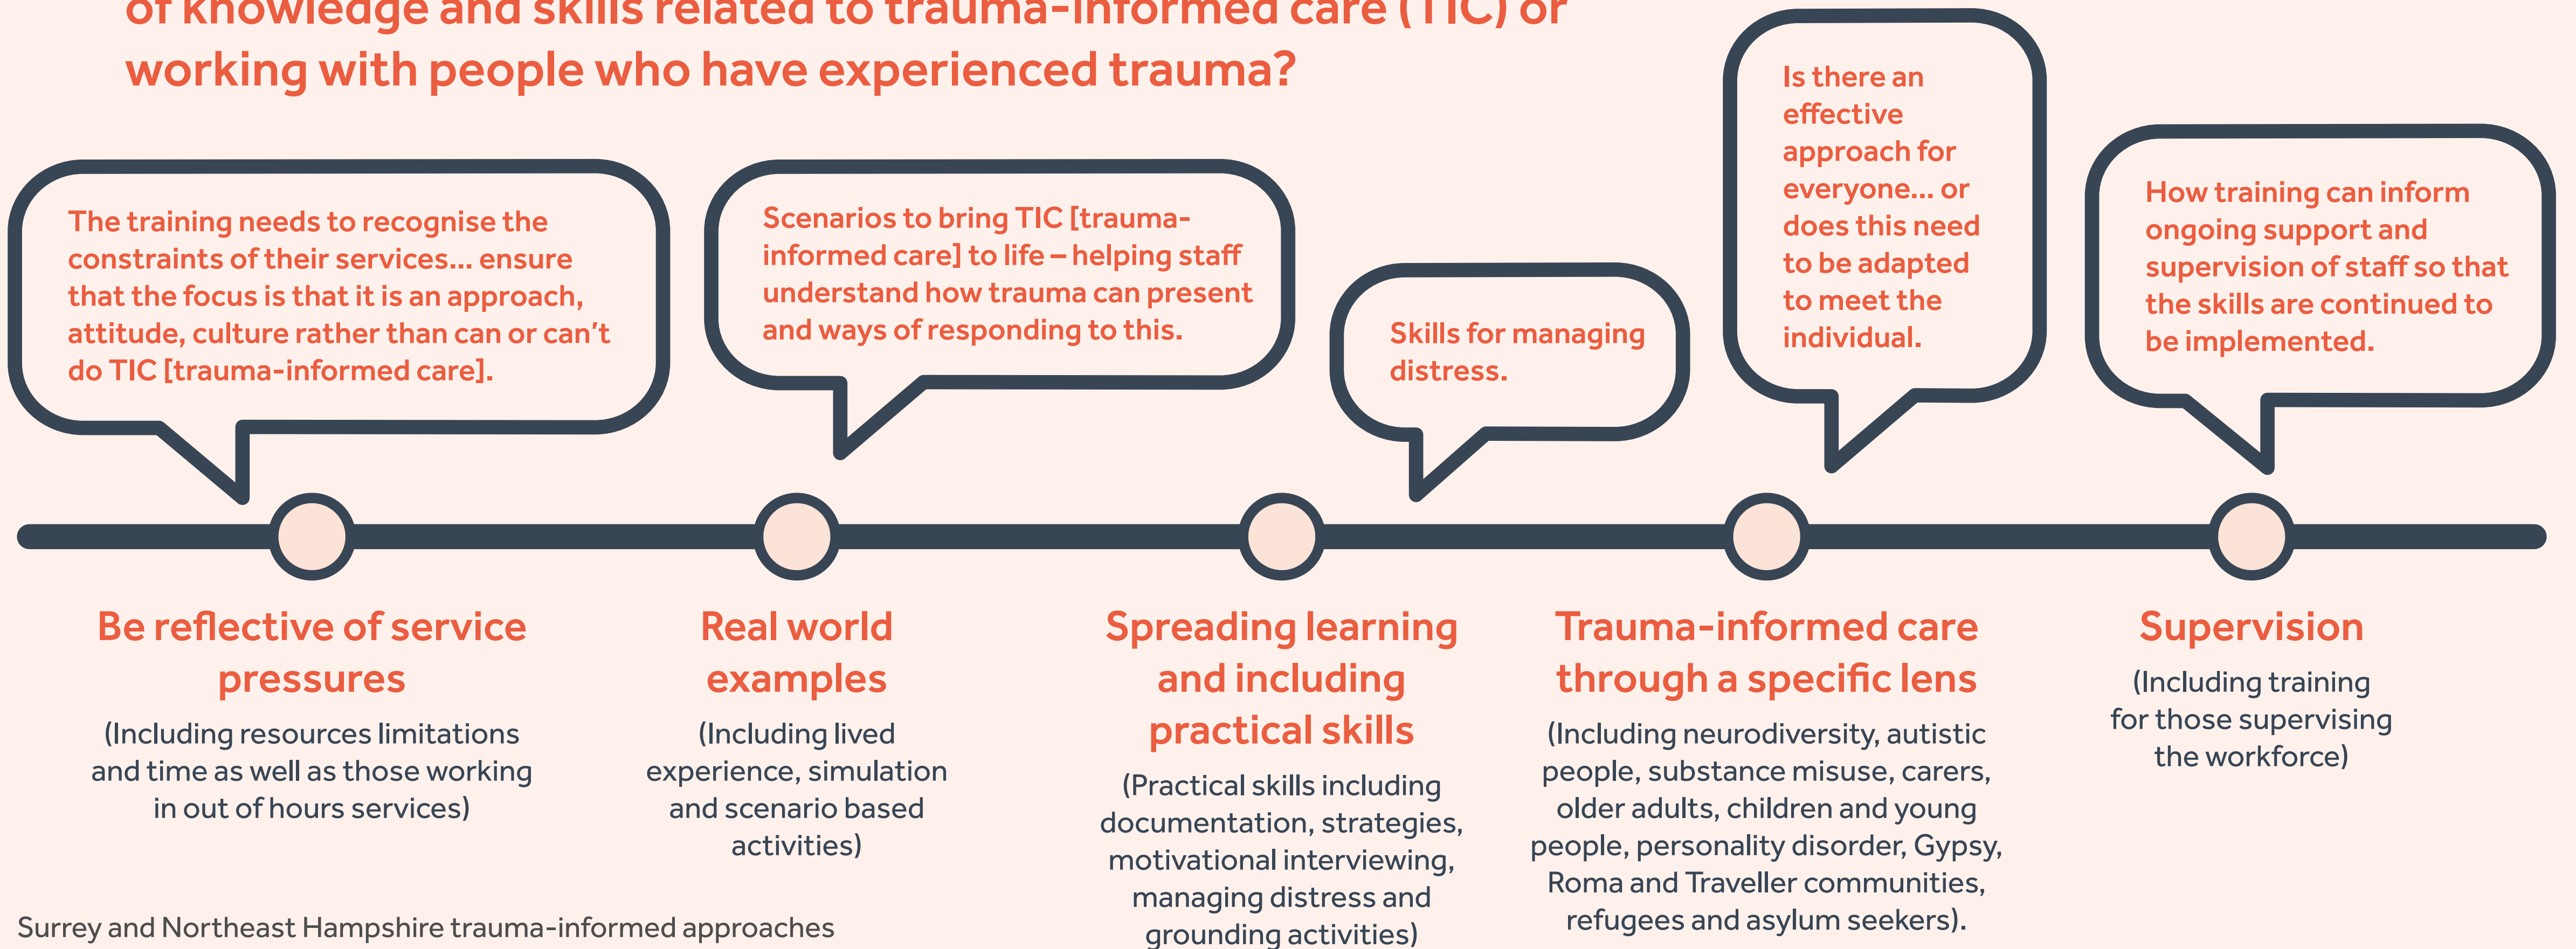 of knowledge and skills related to trauma-informed care (TIC) or
working with people who have experienced trauma?
The training needs to recognise the
constraints of their services... ensure
that the focus is that it is an approach,
attitude, culture rather than can or can't
do TIC [trauma-informed care].
Scenarios to bring TIC [trauma-
informed care] to life – helping staff
understand how trauma can present
and ways of responding to this.
Skills for managing
distress.
Is there an
effective
approach for
everyone... or
does this need
to be adapted
to meet the
individual.
How training can inform
ongoing support and
supervision of staff so that
the skills are continued to
be implemented.
Be reflective of service
pressures
(Including resources limitations
and time as well as those working
in out of hours services)
Real world
examples
(Including lived
experience, simulation
and scenario based
activities)
Spreading learning
and including
practical skills
(Practical skills including
documentation, strategies,
motivational interviewing,
managing distress and
grounding activities)
Trauma-informed care
through a specific lens
(Including neurodiversity, autistic
people, substance misuse, carers,
older adults, children and young
people, personality disorder, Gypsy,
Roma and Traveller communities,
refugees and asylum seekers).
Supervision
(Including training
for those supervising
the workforce)
Surrey and Northeast Hampshire trauma-informed approaches